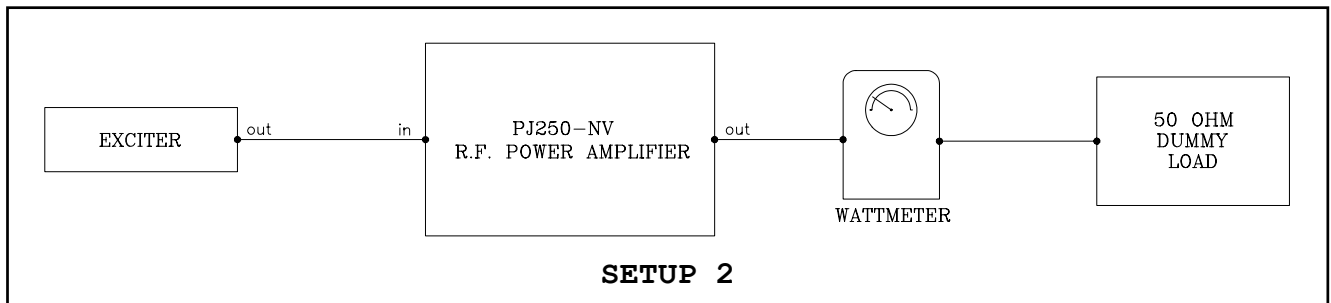 EXCITER
out
in
PJ250-NV
R.F. POWER AMPLIFIER
out
WATTMETER
50 OHM
DUMMY
LOAD
SETUP 2